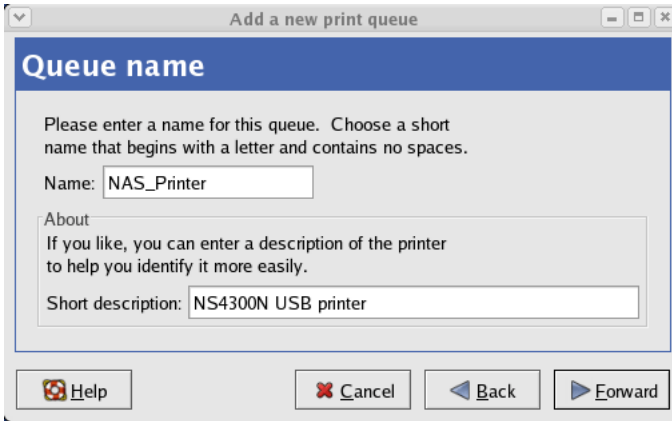 Add a new print queue
Queue name
Please enter a name for this queue.  Choose a short
name that begins with a letter and contains no spaces.
Name: NAS_Printer
About
If you like, you can enter a description of the printer
to help you identify it more easily.
Short description: NS4300N USB printer
Help Cancel Back Forward